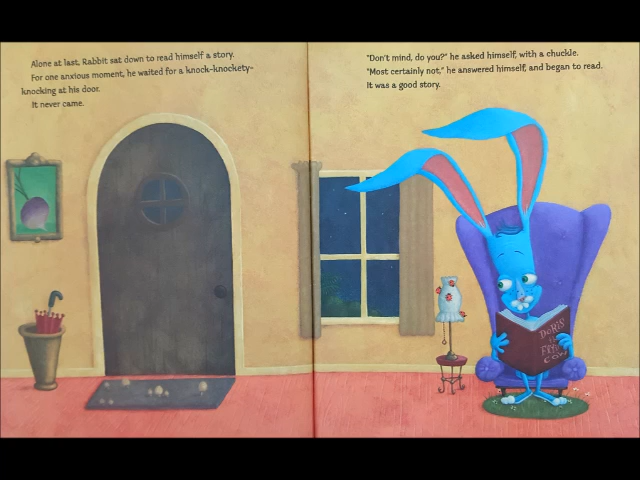 Alone at last, Rabbit sat down to read himself a story.
For one anxious moment, he waited for a knock-knockety-
knocking at his door.
It never came.
"Don't mind, do you?" he asked himself, with a chuckle.
"Most certainly not," he answered himself, and began to read.
It was a good story.
DORIS
COW